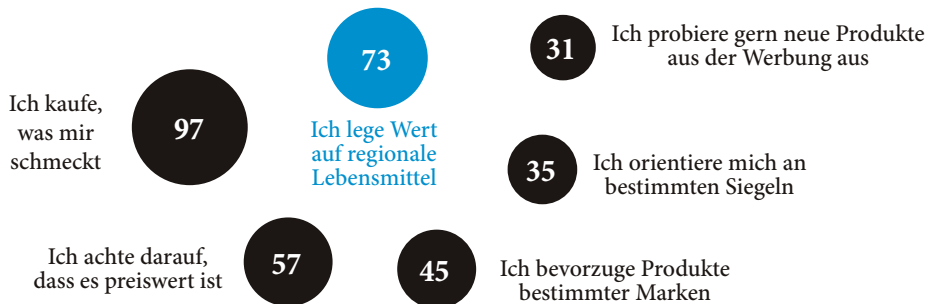 97
Ich kaufe,
was mir
schmeckt
73
Ich lege Wert
auf regionale
Lebensmittel
31
Ich probiere gern neue Produkte
aus der Werbung aus
35
Ich orientiere mich an
bestimmten Siegeln
57
Ich achte darauf,
dass es preiswert ist
45
Ich bevorzuge Produkte
bestimmter Marken